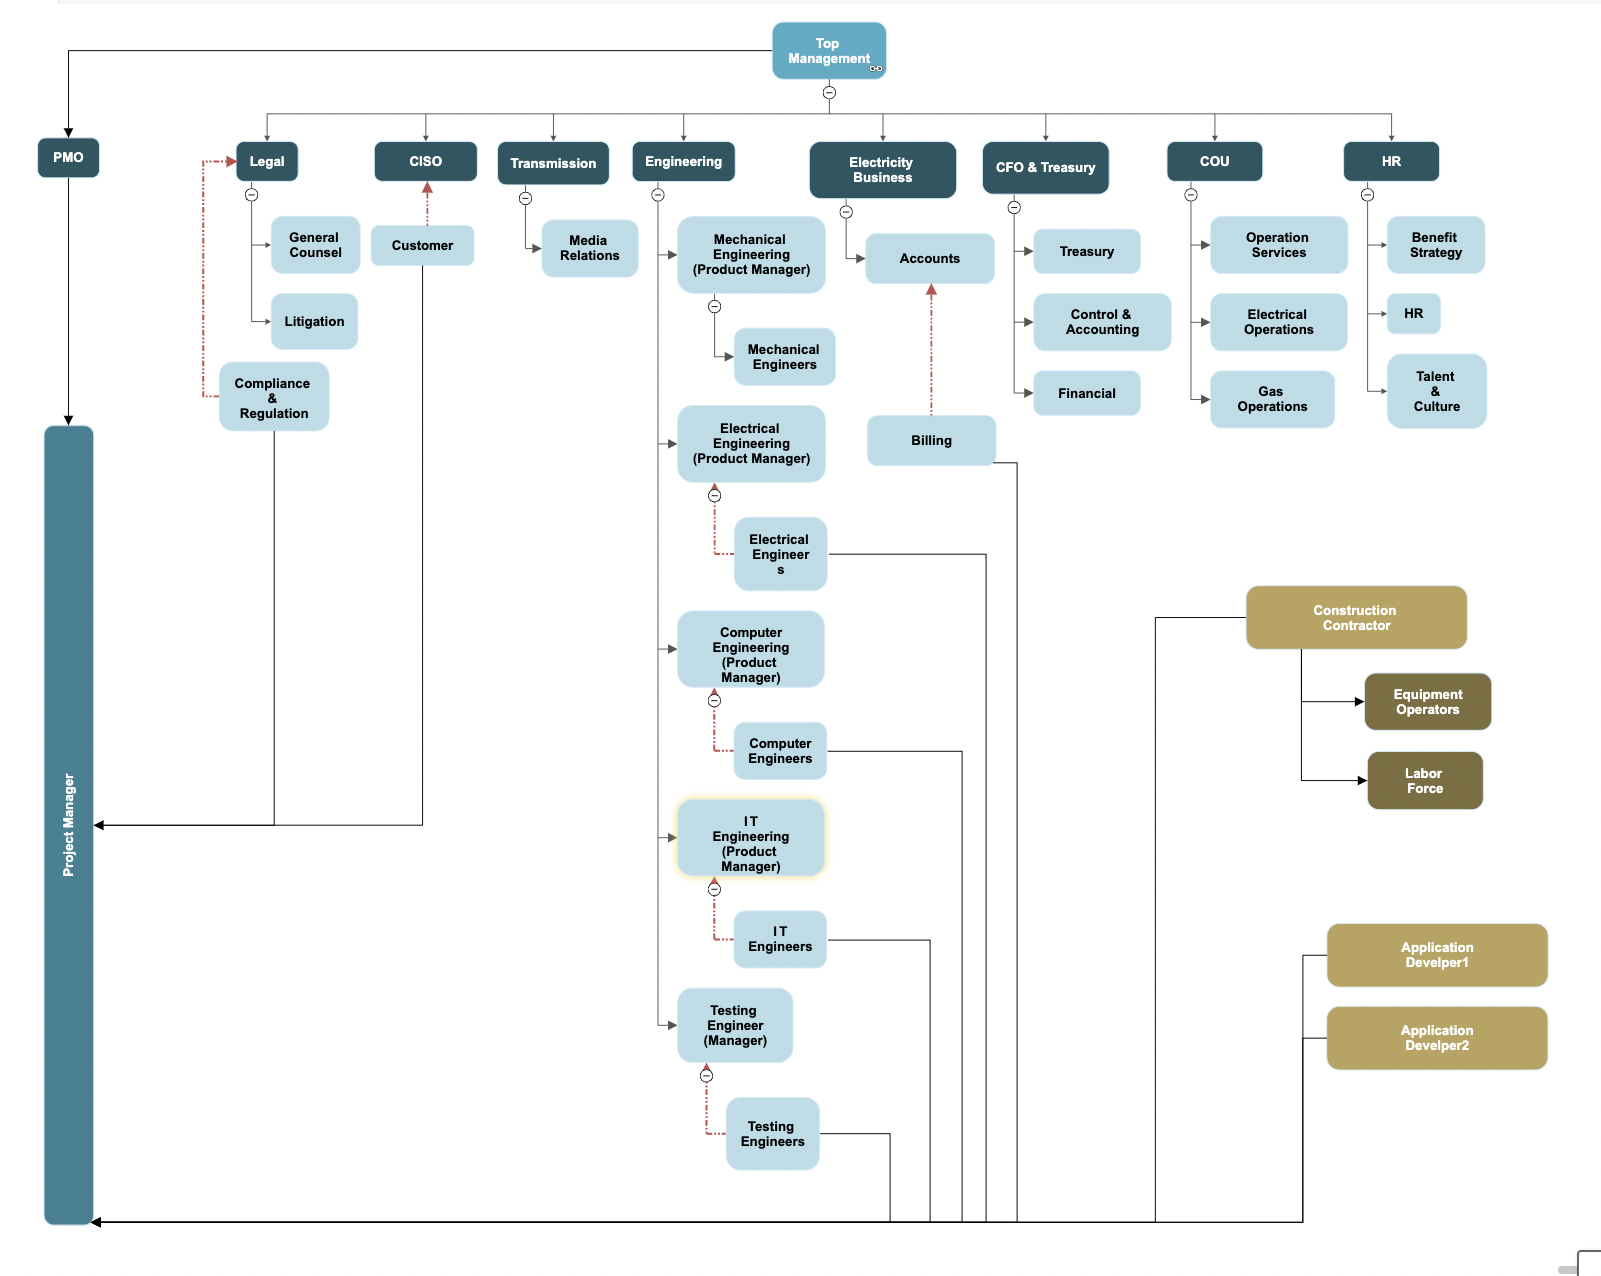 Top
Management
PMO
Legal
CISO
Transmission
Engineering
Electricity
Business
CFO & Treasury
COU
HR
General
Counsel
Litigation
Compliance
&
Regulation
Customer
Media
Relations
Mechanical
Engineering
(Product Manager)
Mechanical
Engineers
Electrical
Engineering
(Product Manager)
Electrical
Engineer
s
Computer
Engineering
(Product
Manager)
Computer
Engineers
IT
Engineering
(Product
Manager)
IT
Engineers
Testing
Engineer
(Manager)
Testing
Engineers
Accounts
Billing
Treasury
Control &
Accounting
Financial
Operation
Services
Electrical
Operations
Gas
Operations
Benefit
Strategy
HR
Talent
&
Culture
Project Manager
Construction
Contractor
Equipment
Operators
Labor
Force
Application
Develper1
Application
Develper2